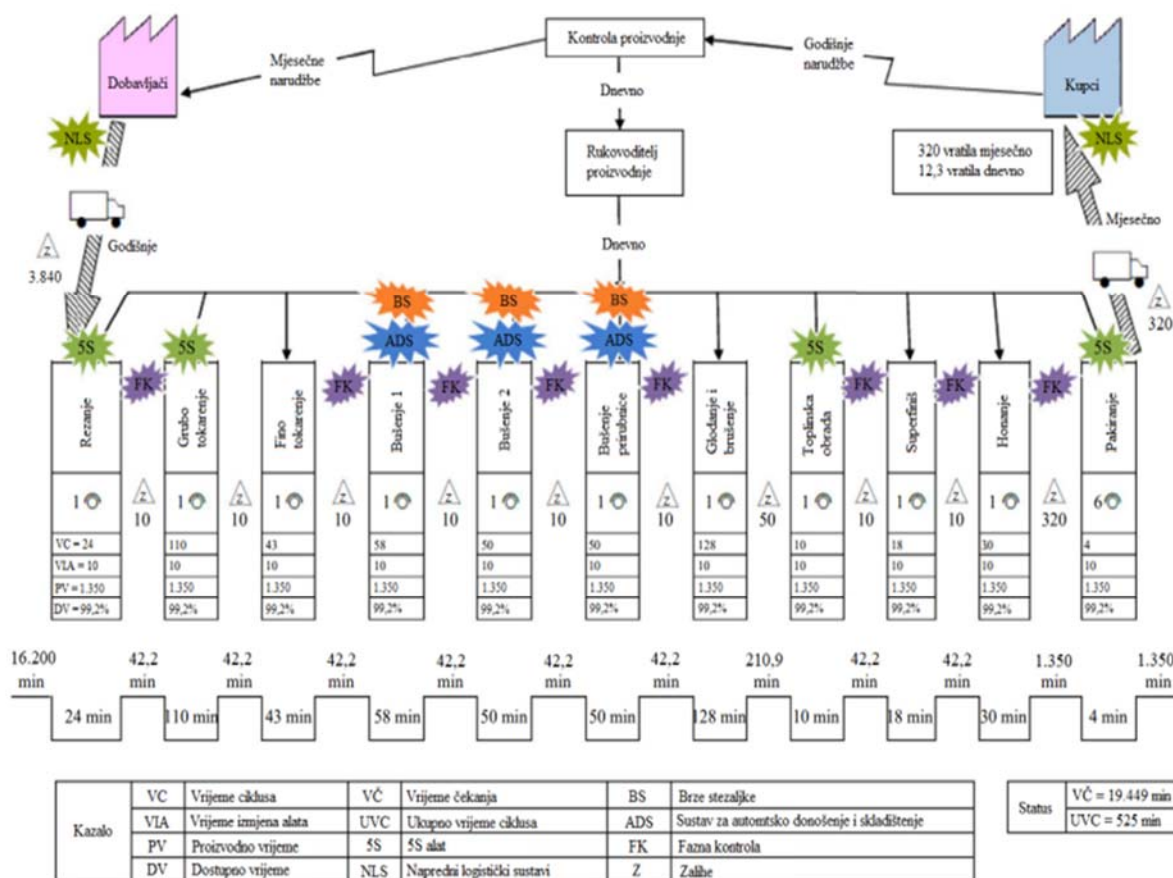 Kontrola proizvodnje
Dobavljači
Mjesečne
narudžbe
Godišnje
narudžbe
Kupci
Dnevno
NLS
NLS
Rukovoditelj
proizvodnje
320 vratila mjesečno
12,3 vratila dnevno
Godišnje
Dnevno
Mjesečno
Z
3.840
Z
320
BS
BS
BS
ADS
ADS
ADS
5S
5S
5S
5S
FK
FK
FK
FK
FK
FK
FK
FK
Rezanje
Grubo
tokarenje
Fino
tokarenje
Bušenje 1
Bušenje 2
Bušenje
prirubnice
Glodanje i
brušenje
Toplinska
obrada
Superfiniš
Honanje
Pakiranje
1 1 1 1 1 1 1 1 1 1 6
Z Z Z Z Z Z Z Z Z Z
10 10 10 10 10 10 50 10 10 320
VC = 24 110 43 58 50 50 128 10 18 30 4
VIA = 10 10 10 10 10 10 10 10 10 10 10
PV = 1.350 1.350 1.350 1.350 1.350 1.350 1.350 1.350 1.350 1.350 1.350
DV = 99,2% 99,2% 99,2% 99,2% 99,2% 99,2% 99,2% 99,2% 99,2% 99,2% 99,2%
16.200 42,2 42,2 42,2 42,2 42,2 42,2 210,9 42,2 42,2 1.350 1.350
min min min min min min min min min min min min
24 min 110 min 43 min 58 min 50 min 50 min 128 min 10 min 18 min 30 min 4 min
Kazalo
VC Vrijeme ciklusa VČ Vrijeme čekanja BS Brze stezaljke
VIA Vrijeme izmjena alata UVC Ukupno vrijeme ciklusa ADS Sustav za automtsko donošenje i skladištenje
PV Proizvodno vrijeme 5S 5S alat FK Fazna kontrola
DV Dostupno vrijeme NLS Napredni logistički sustavi Z Zalihe
Status
VČ = 19.449 min
UVC = 525 min